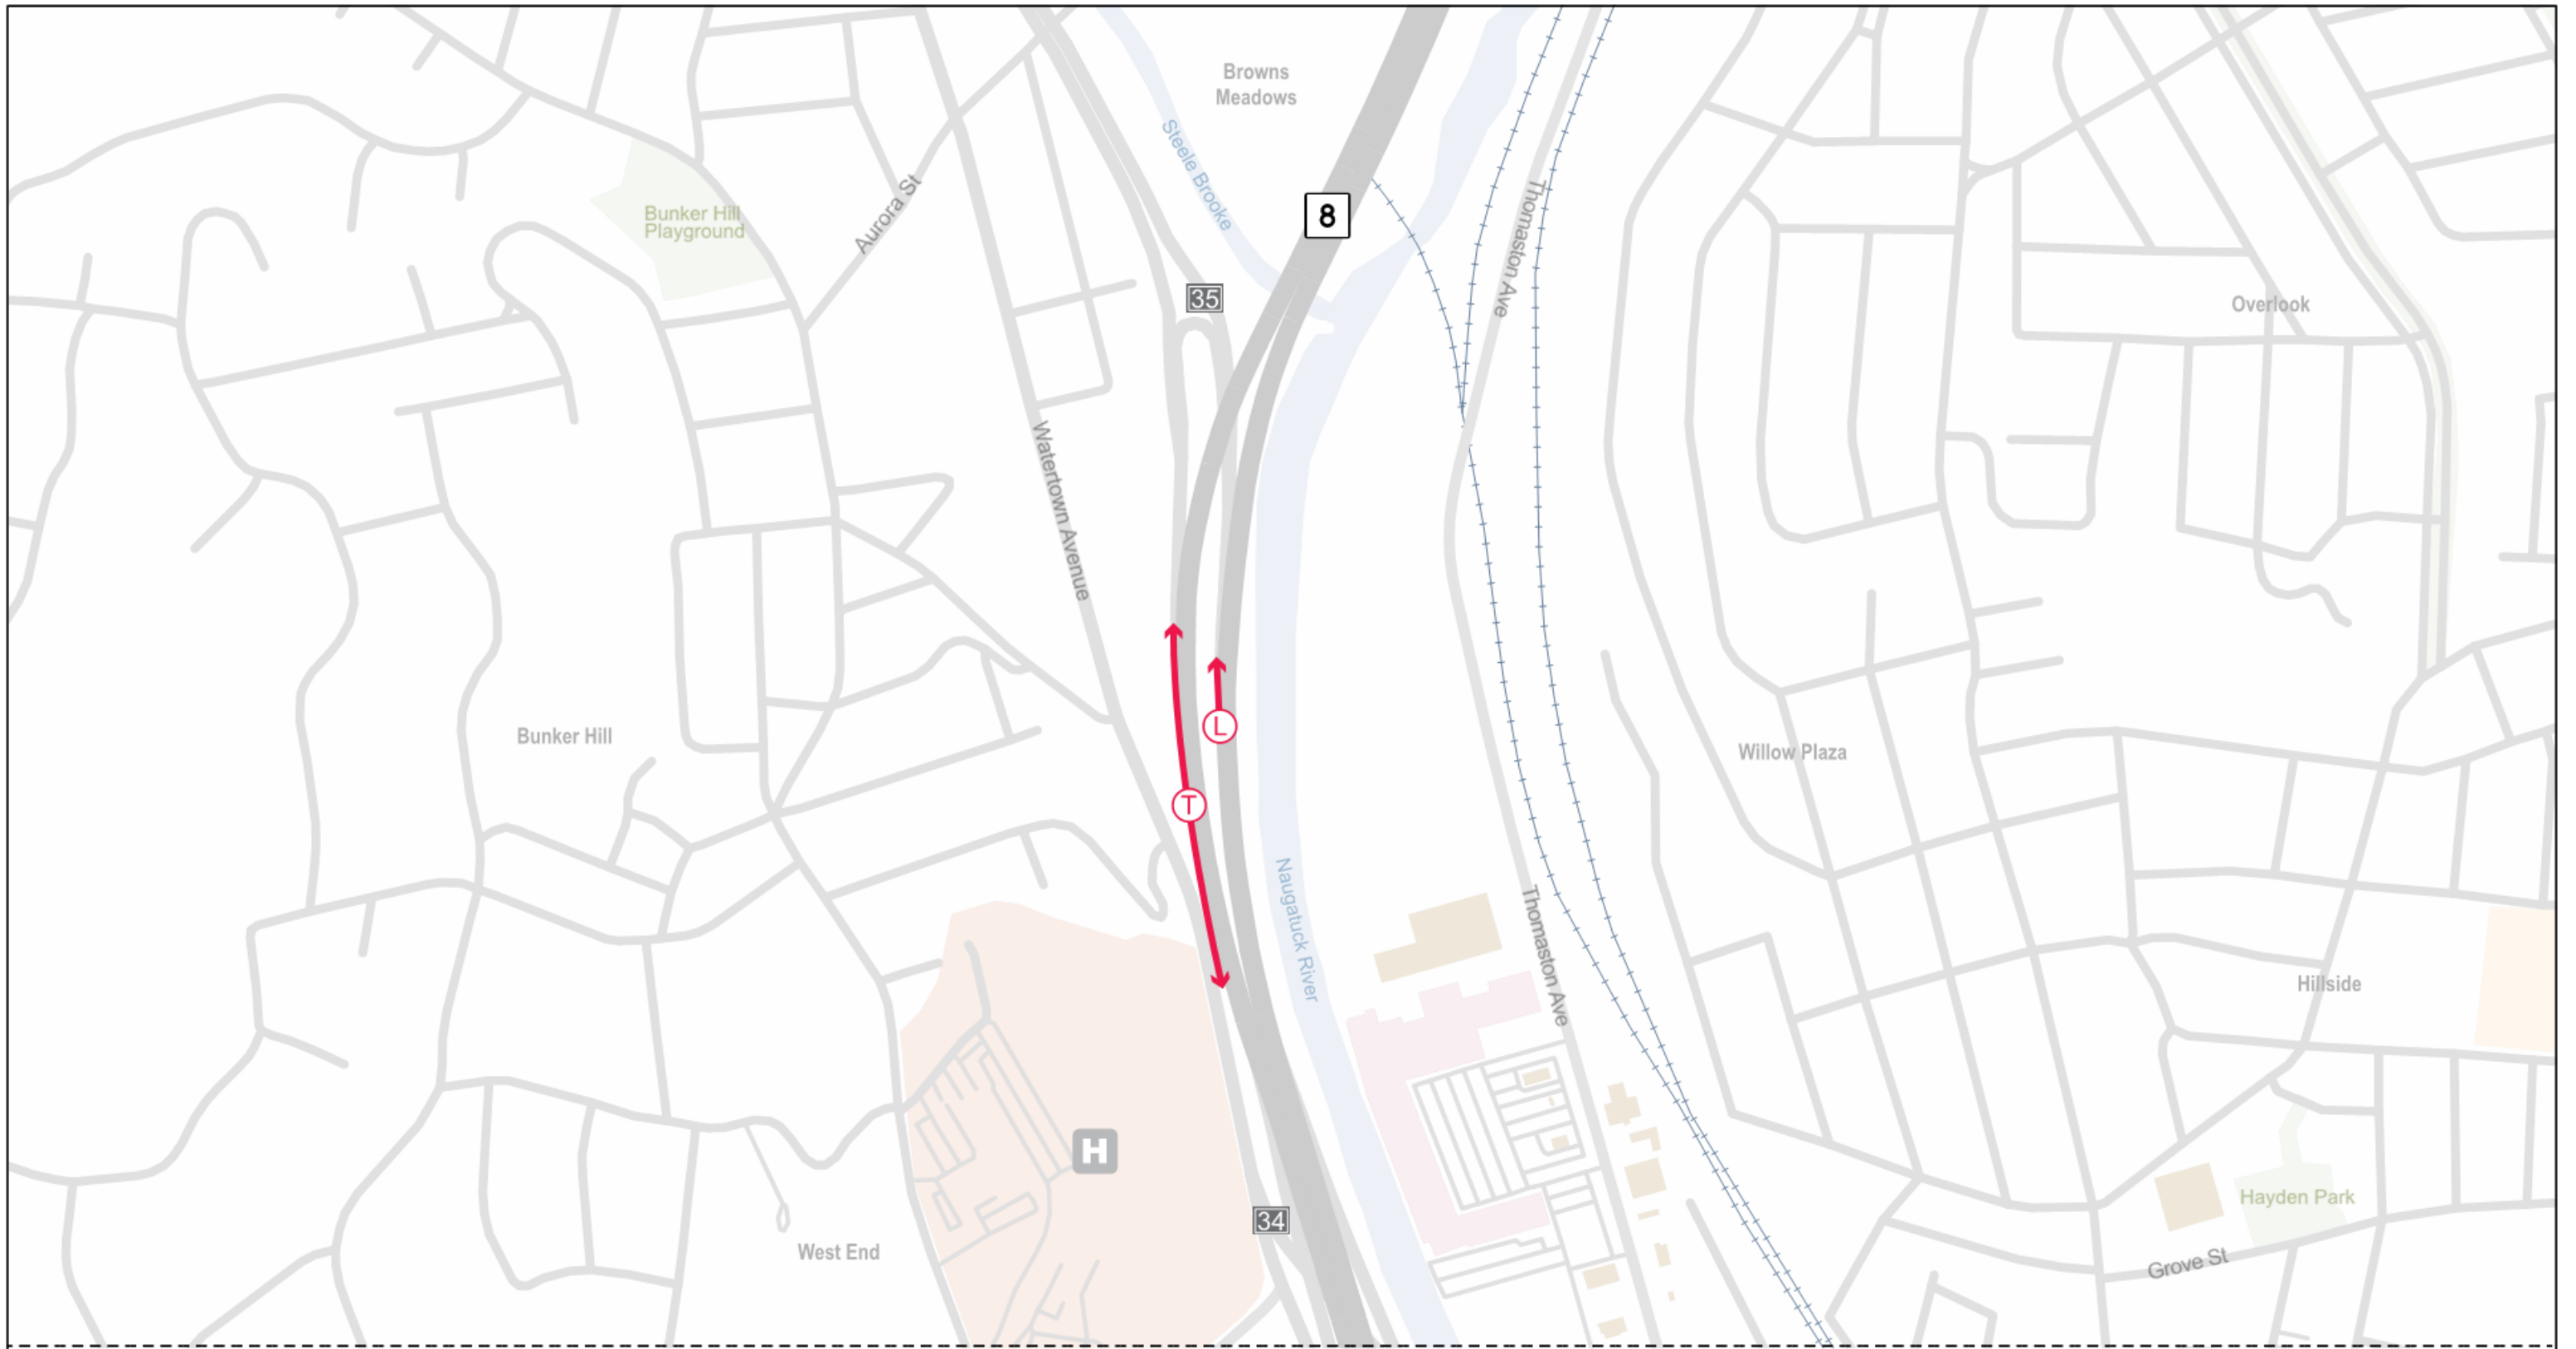 Browns
Meadows
Steele Brooke
8
Thomaston Ave
Bunker Hill
Playground
Aurora St
35
Overlook
Watertown Avenue
L
Bunker Hill
Willow Plaza
T
Naugatuck River
Thomaston Ave
Hillside
H
34
Hayden Park
West End
Grove St